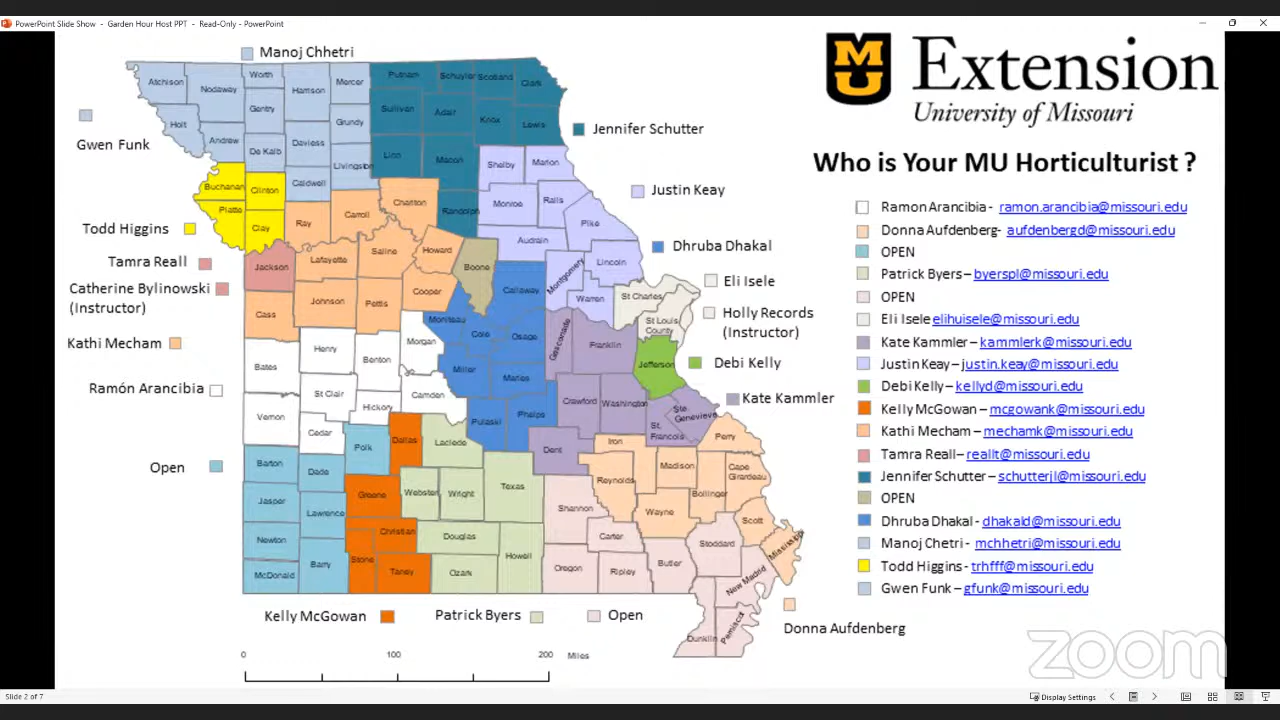 PowerPoint Slide Show - Garden Hour Host PPT - Read-Only - PowerPoint
MU Extension
University of Missouri
Who is Your MU Horticulturist ?
Manoj Chhetri
Gwen Funk
Todd Higgins
Tamra Reall
Catherine Bylinowski
(Instructor)
Kathi Mecham
Ramón Arancibia
Open
Kelly McGowan
Patrick Byers
Open
Donna Aufdenberg
Jennifer Schutter
Justin Keay
Dhruba Dhakal
Eli Isele
Holly Records
(Instructor)
Debi Kelly
Kate Kammler
Atchison
Nodaway
Worth
Harrison
Mercer
Putnam
Schuyler
Scotland
Clark
Gentry
Sullivan
Adair
Knox
Lewis
Holt
Andrew
De Kalb
Daviess
Grundy
Livingston
Linn
Macon
Shelby
Marion
Buchanan
Clinton
Caldwell
Platte
Clay
Ray
Carroll
Chariton
Randolph
Monroe
Ralls
Pike
Audrain
Jackson
Lafayette
Saline
Howard
Boone
Callaway
Montgomery
Lincoln
Warren
St Charles
St Louis
County
Cass
Johnson
Pettis
Cooper
Moniteau
Cole
Osage
Gasconade
Franklin
Jefferson
Bates
Henry
Benton
Morgan
Miller
Maries
Crawford
Washington
Ste.
Genevieve
St.
Francois
Vernon
St Clair
Hickory
Camden
Pulaski
Phelps
Dent
Iron
Perry
Cedar
Polk
Dallas
Laclede
Barton
Dade
Greene
Webster
Wright
Texas
Reynolds
Madison
Cape
Girardeau
Bollinger
Jasper
Lawrence
Christian
Douglas
Shannon
Wayne
Scott
Newton
Stone
Taney
Howell
Carter
Stoddard
Mississippi
McDonald
Barry
Ozark
Oregon
Ripley
Butler
New Madrid
Dunklin
Pemiscot
0 100 200 Miles
Ramon Arancibia - ramon.arancibia@missouri.edu
Donna Aufdenberg- aufdenbergd@missouri.edu
OPEN
Patrick Byers – byerspl@missouri.edu
OPEN
Eli Isele elihuisele@missouri.edu
Kate Kammler – kammlerk@missouri.edu
Justin Keay – justin.keay@missouri.edu
Debi Kelly – kellyd@missouri.edu
Kelly McGowan – mcgowank@missouri.edu
Kathi Mecham – mechamk@missouri.edu
Tamra Reall– reallt@missouri.edu
Jennifer Schutter – schutterjl@missouri.edu
OPEN
Dhruba Dhakal - dhakald@missouri.edu
Manoj Chetri - mchhetri@missouri.edu
Todd Higgins - trhfff@missouri.edu
Gwen Funk – gfunk@missouri.edu
zoom
Slide 2 of 7
Display Settings